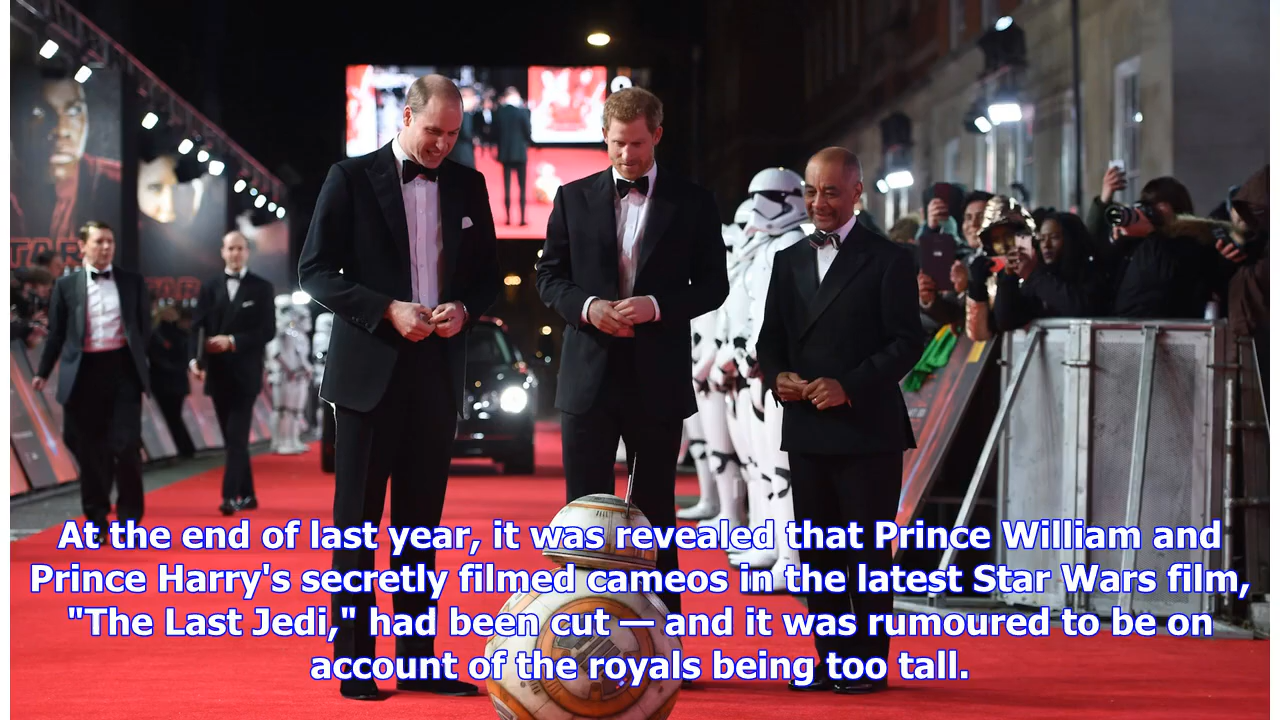 STAR
STAR
At the end of last year, it was revealed that Prince William and
Prince Harry's secretly filmed cameos in the latest Star Wars film,
"The Last Jedi," had been cut — and it was rumoured to be on
account of the royals being too tall.